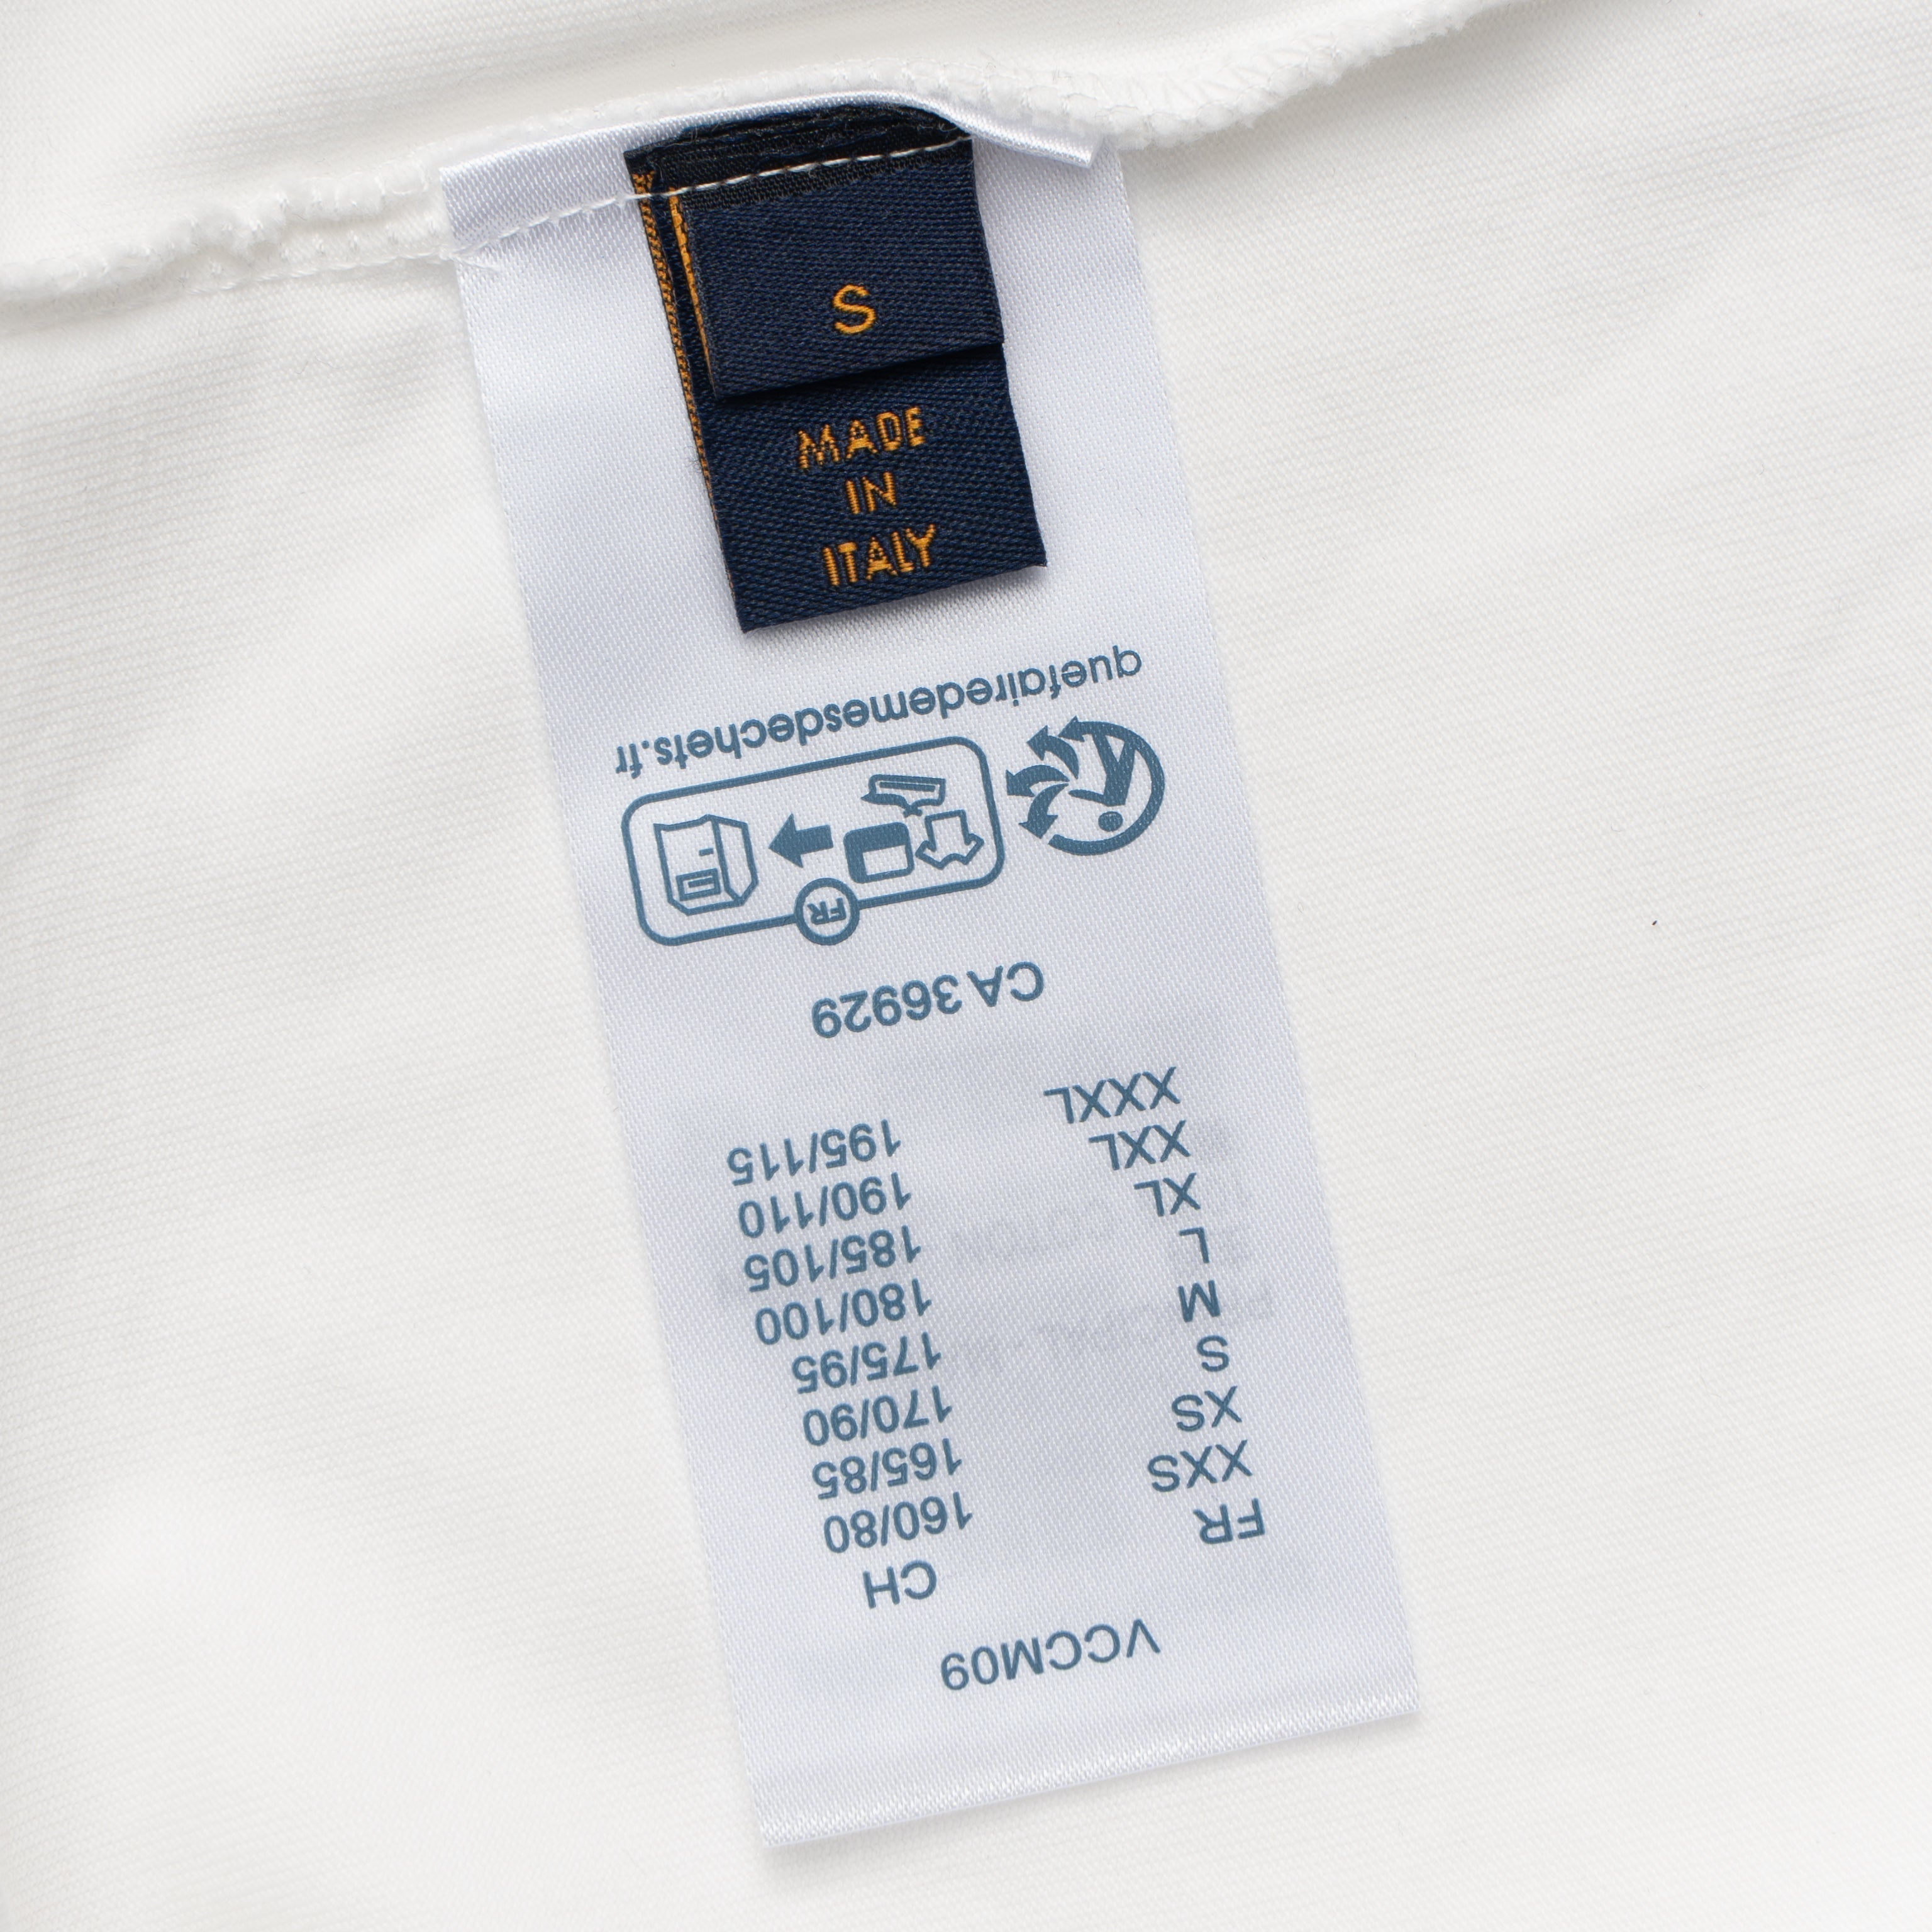 S
MADE
IN
ITALY
VCCM09
FR CH
XXS 160/80
XS 165/85
S 170/90
M 175/95
L 180/100
XL 185/105
XXL 190/110
XXXL 195/115
CA 36929
FR
quefairedemesdechets.fr